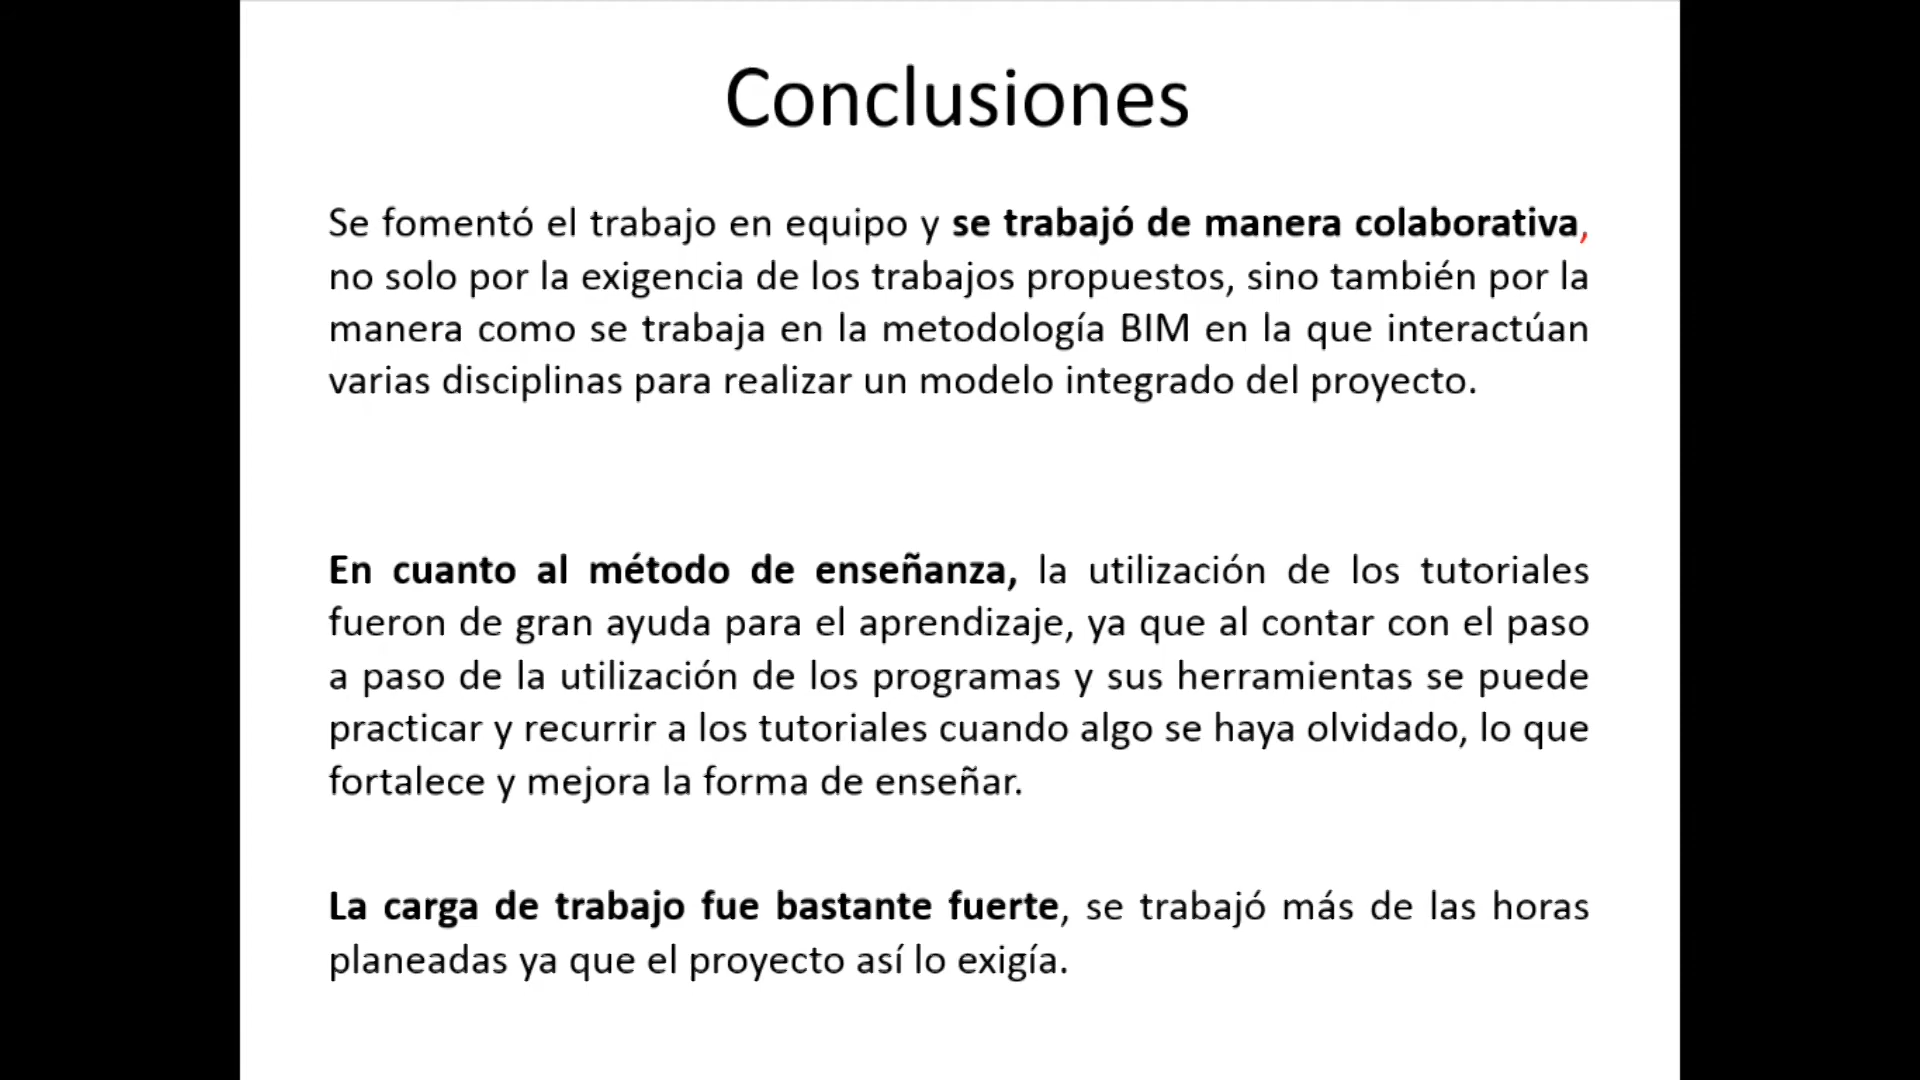 Conclusiones
Se fomentó el trabajo en equipo y se trabajó de manera colaborativa,
no solo por la exigencia de los trabajos propuestos, sino también por la
manera como se trabaja en la metodología BIM en la que interactúan
varias disciplinas para realizar un modelo integrado del proyecto.
En cuanto al método de enseñanza, la utilización de los tutoriales
fueron de gran ayuda para el aprendizaje, ya que al contar con el paso
a paso de la utilización de los programas y sus herramientas se puede
practicar y recurrir a los tutoriales cuando algo se haya olvidado, lo que
fortalece y mejora la forma de enseñar.
La carga de trabajo fue bastante fuerte, se trabajó más de las horas
planeadas ya que el proyecto así lo exigía.